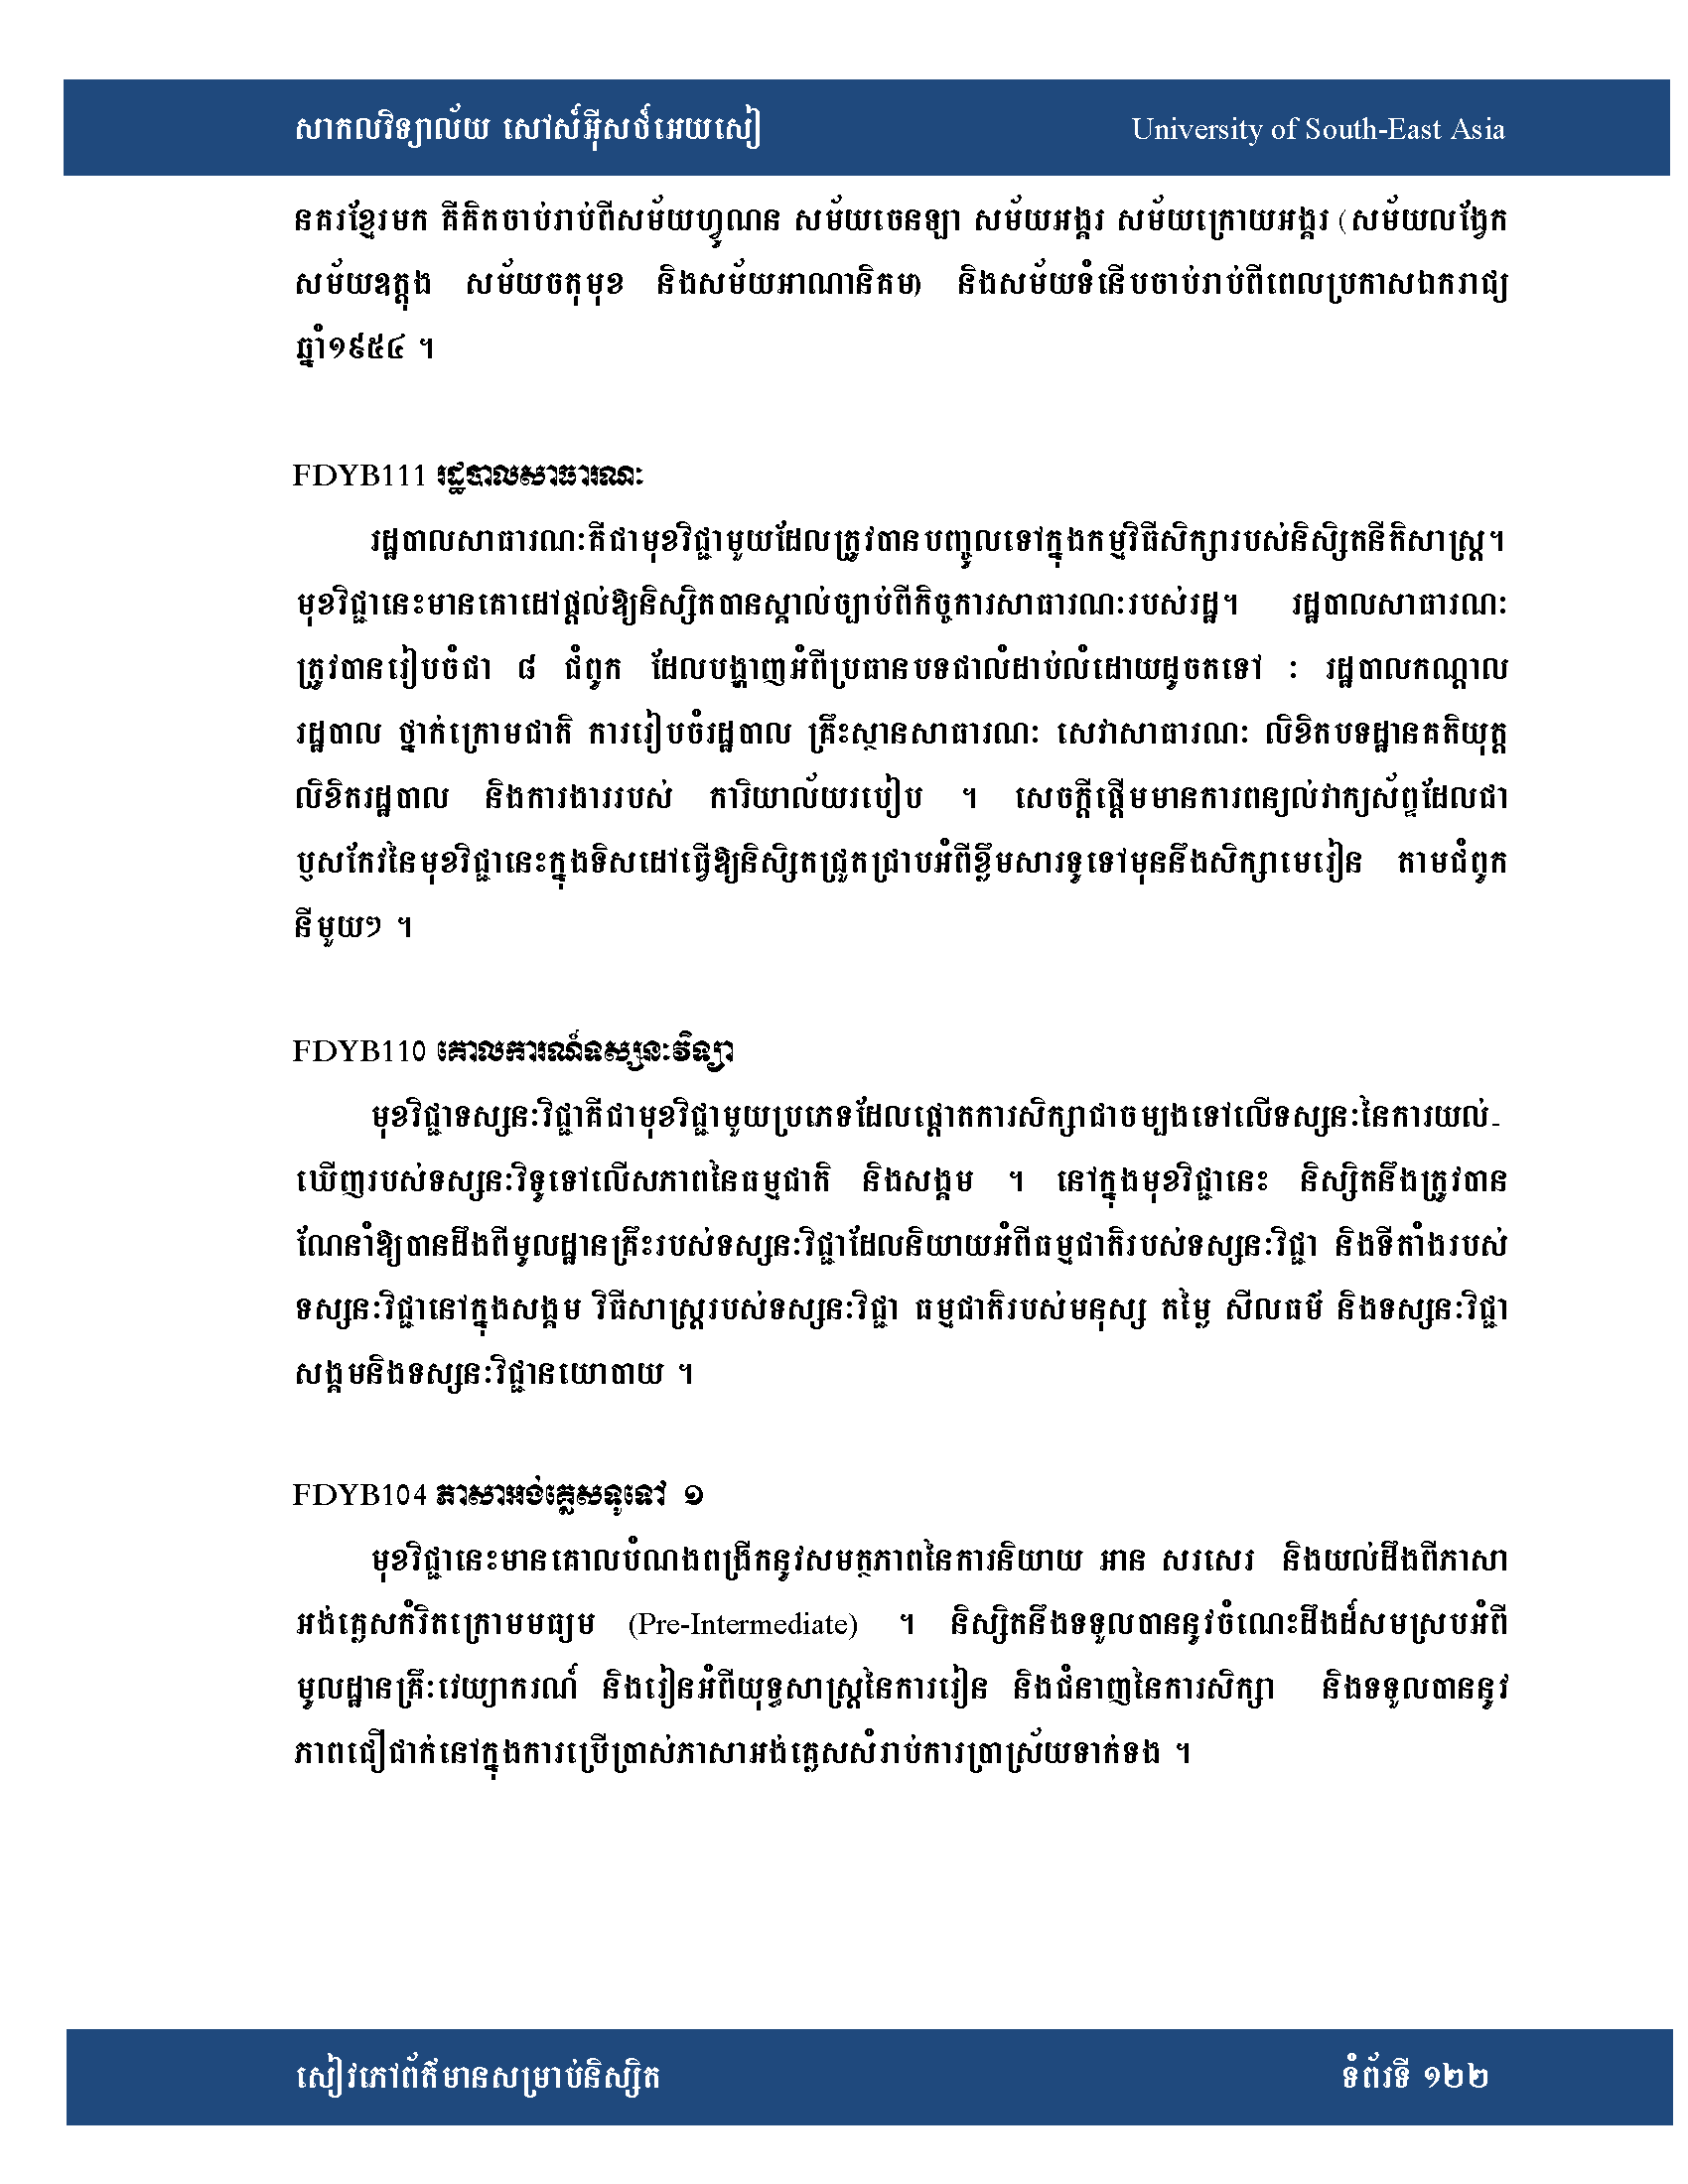 សាកលវិទ្យាល័យ សៅស៍អ៊ីសថ៍អេយសៀ University of South-East Asia
នគរខ្មែរមក គឺគិតចាប់រាប់ពីសម័យហ្វូណន សម័យចេនឡា សម័យអង្គរ សម័យក្រោយអង្គរ (សម័យលង្វែក
សម័យឧត្តុង សម័យចតុមុខ និងសម័យអាណានិគម) និងសម័យទំនើបចាប់រាប់ពីពេលប្រកាសឯករាជ្យ
ឆ្នាំ១៩៥៤ ។
FDYB111 រដ្ឋបាលសាធារណៈ
រដ្ឋបាលសាធារណៈគឺជាមុខវិជ្ជាមួយដែលត្រូវបានបញ្ចូលទៅក្នុងកម្មវិធីសិក្សារបស់និស្សិតនីតិសាស្រ្ត។
មុខវិជ្ជានេះមានគោដៅផ្តល់ឱ្យនិស្សិតបានស្គាល់ច្បាប់ពីកិច្ចការសាធារណៈរបស់រដ្ឋ។ រដ្ឋបាលសាធារណៈ
ត្រូវបានរៀបចំជា ៨ ជំពូក ដែលបង្ហាញអំពីប្រធានបទជាលំដាប់លំដោយដូចតទៅ : រដ្ឋបាលកណ្តាល
រដ្ឋបាល ថ្នាក់ក្រោមជាតិ ការរៀបចំរដ្ឋបាល គ្រឹះស្ថានសាធារណៈ សេវាសាធារណៈ លិខិតបទដ្ឋានគតិយុត្ត
លិខិតរដ្ឋបាល និងការងាររបស់ ការិយាល័យរបៀប ។ សេចក្តីផ្តើមមានការពន្យល់វាក្យស័ព្ទដែលជា
ឫសកែវនៃមុខវិជ្ជានេះក្នុងទិសដៅធ្វើឱ្យនិស្សិតជ្រួតជ្រាបអំពីខ្លឹមសារទូទៅមុននឹងសិក្សាមេរៀន តាមជំពូក
នីមួយៗ ។
FDYB110 គោលការណ៍ទស្សនៈវិទ្យា
មុខវិជ្ជាទស្សនៈវិជ្ជាគឺជាមុខវិជ្ជាមួយប្រភេទដែលផ្តោតការសិក្សាជាចម្បងទៅលើទស្សនៈនៃការយល់-
ឃើញរបស់ទស្សនៈវិទូទៅលើសភាពនៃធម្មជាតិ និងសង្គម ។ នៅក្នុងមុខវិជ្ជានេះ និស្សិតនឹងត្រូវបាន
ណែនាំឱ្យបានដឹងពីមូលដ្ឋានគ្រឹះរបស់ទស្សនៈវិជ្ជាដែលនិយាយអំពីធម្មជាតិរបស់ទស្សនៈវិជ្ជា និងទីតាំងរបស់
ទស្សនៈវិជ្ជានៅក្នុងសង្គម វិធីសាស្រ្តរបស់ទស្សនៈវិជ្ជា ធម្មជាតិរបស់មនុស្ស តម្លៃ សីលធម៌ និងទស្សនៈវិជ្ជា
សង្គមនិងទស្សនៈវិជ្ជានយោបាយ ។
FDYB104 ភាសាអង់គ្លេសទូទៅ ១
មុខវិជ្ជានេះមានគោលបំណងពង្រីកនូវសមត្ថភាពនៃការនិយាយ អាន សរសេរ និងយល់ដឹងពីភាសា
អង់គ្លេសកំរិតក្រោមមធ្យម (Pre-Intermediate) ។ និស្សិតនឹងទទួលបាននូវចំណេះដឹងដ៏សមស្របអំពី
មូលដ្ឋានគ្រឹៈវេយ្យាករណ៍ និងរៀនអំពីយុទ្ធសាស្រ្តនៃការរៀន និងជំនាញនៃការសិក្សា និងទទួលបាននូវ
ភាពជឿជាក់នៅក្នុងការប្រើប្រាស់ភាសាអង់គ្លេសសំរាប់ការប្រាស្រ័យទាក់ទង ។
សៀវភៅព័ត៌មានសម្រាប់និស្សិត ទំព័រទី ១២២